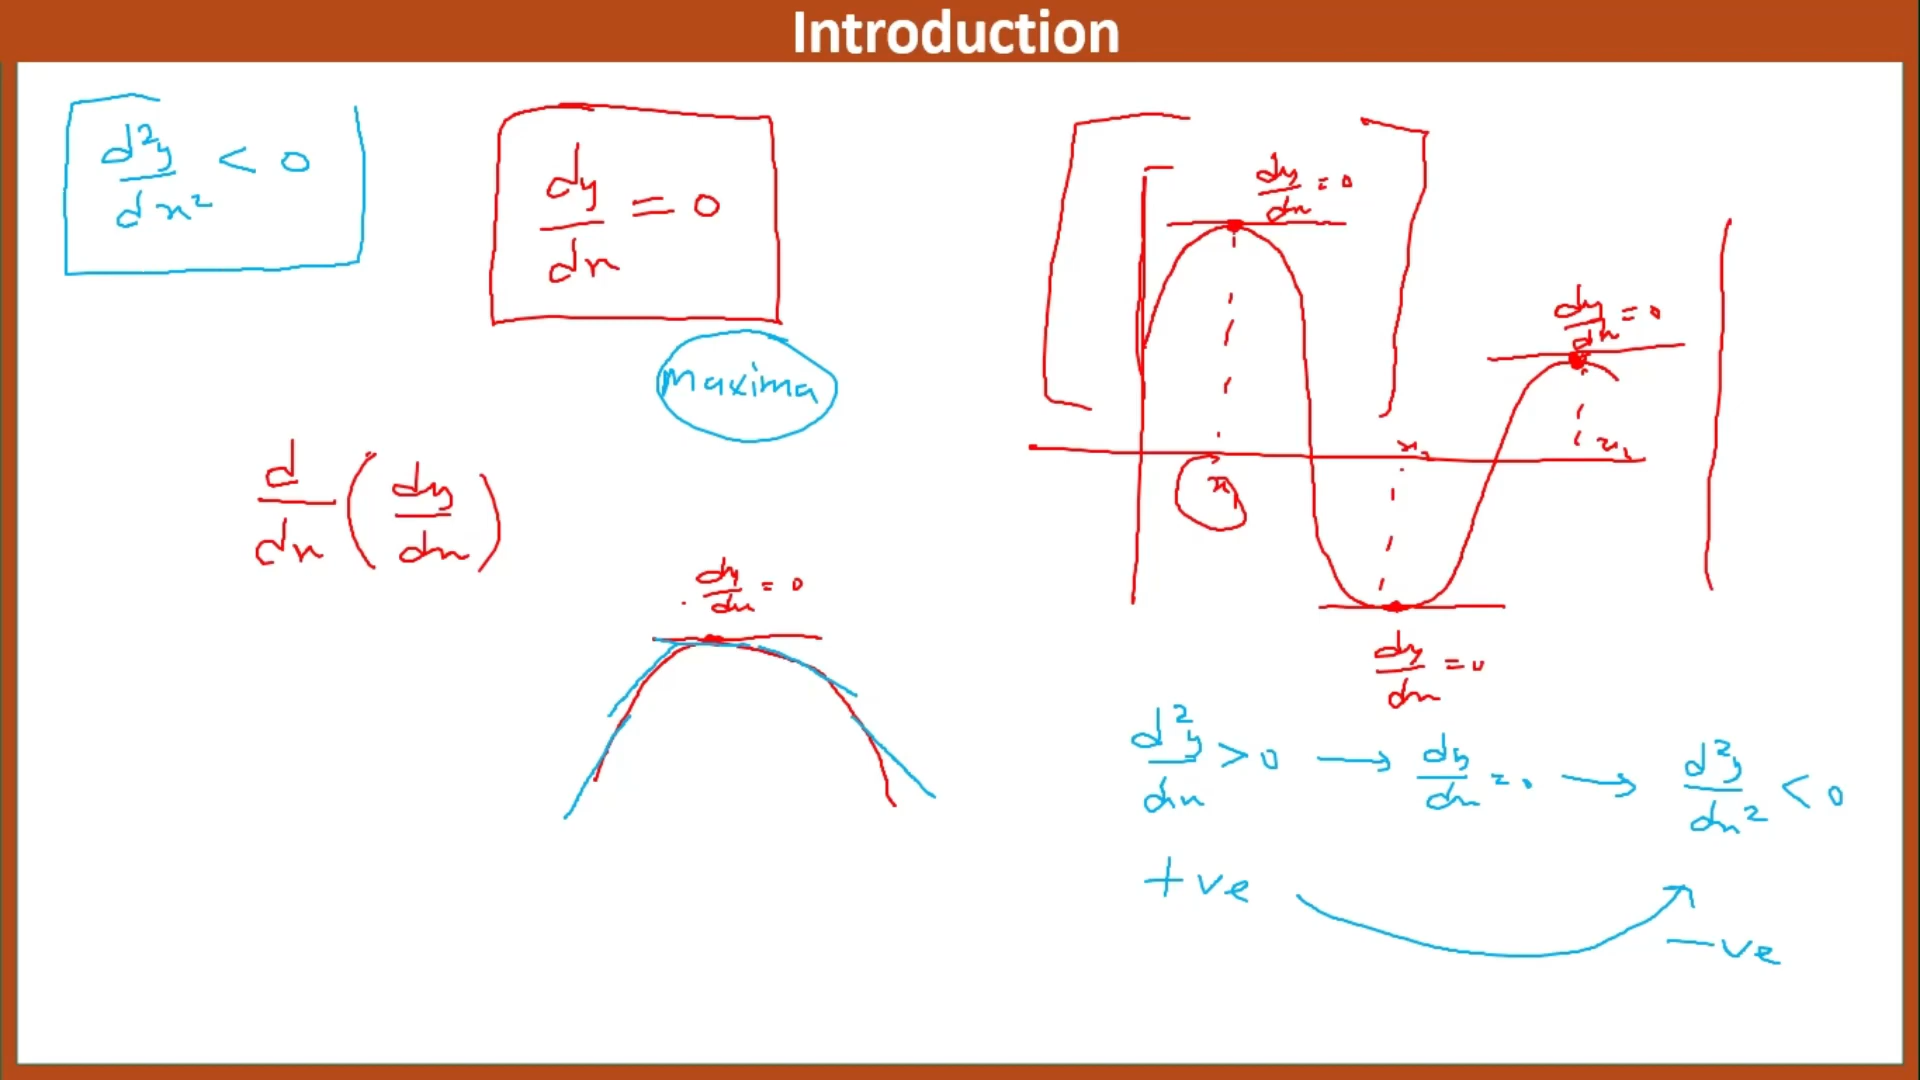 Introduction
d²y/dx² < 0
dy/dx = 0
maxima
d/dx (dy/dx)
dy/dx = 0
dy/dx = 0
dy/dx = 0
x₁
x₂
dy/dx = 0
d²y/dx > 0 → dy/dx = 0 → d²y/dx² < 0
+ve
-ve